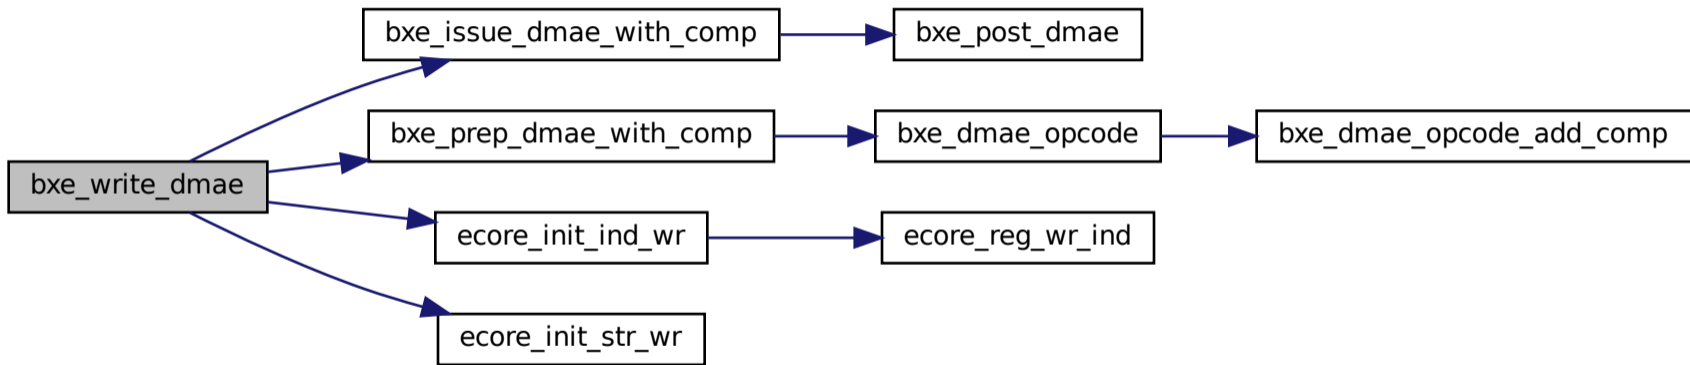 bxe_issue_dmae_with_comp
bxe_post_dmae
bxe_prep_dmae_with_comp
bxe_dmae_opcode
bxe_dmae_opcode_add_comp
bxe_write_dmae
ecore_init_ind_wr
ecore_reg_wr_ind
ecore_init_str_wr